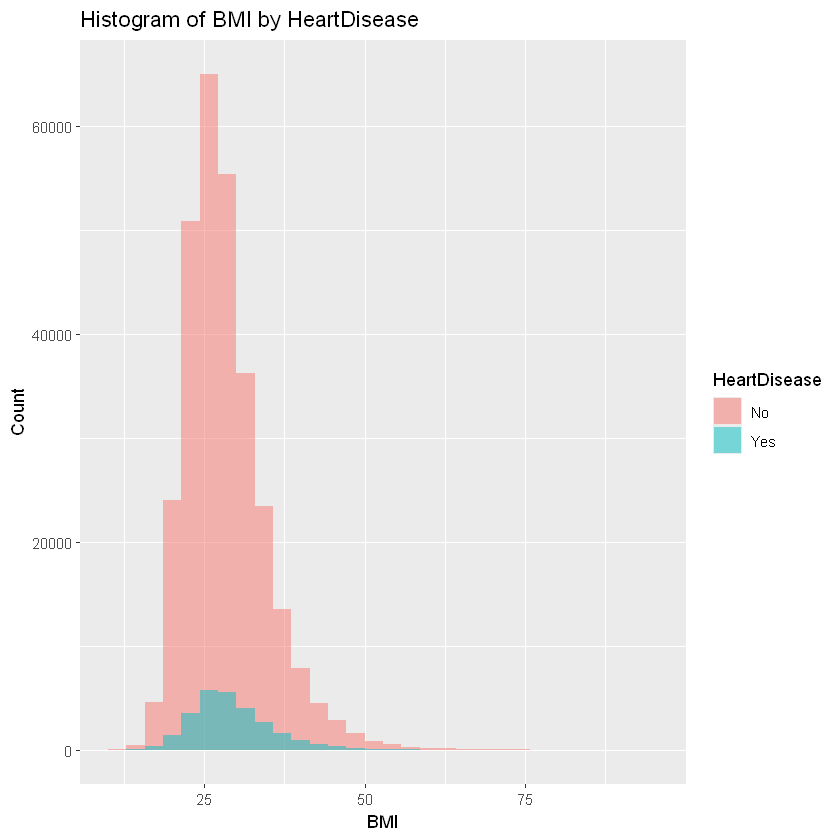 Histogram of BMI by HeartDisease
Count
60000
40000
20000
0
25
50
75
BMI
HeartDisease
No
Yes